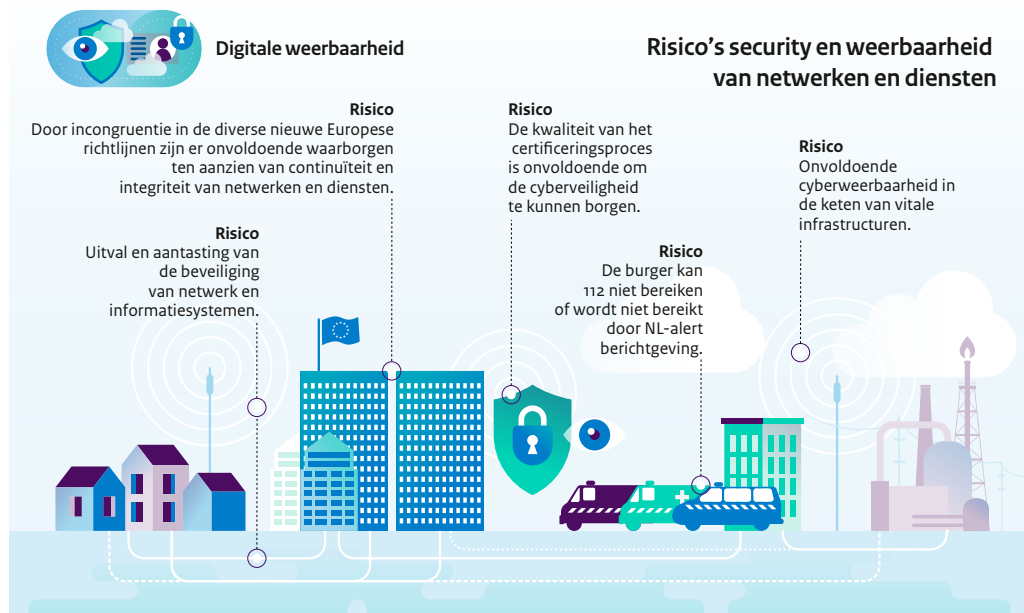 Digitale weerbaarheid
Risico’s security en weerbaarheid
van netwerken en diensten
Risico
Door incongruentie in de diverse nieuwe Europese
richtlijnen zijn er onvoldoende waarborgen
ten aanzien van continuïteit en
integriteit van netwerken en diensten.
Risico
De kwaliteit van het
certificeringsproces
is onvoldoende om
de cyberveiligheid
te kunnen borgen.
Risico
Onvoldoende
cyberweerbaarheid in
de keten van vitale
infrastructuren.
Risico
Uitval en aantasting van
de beveiliging
van netwerk en
informatiesystemen.
Risico
De burger kan
112 niet bereiken
of wordt niet bereikt
door NL-alert
berichtgeving.